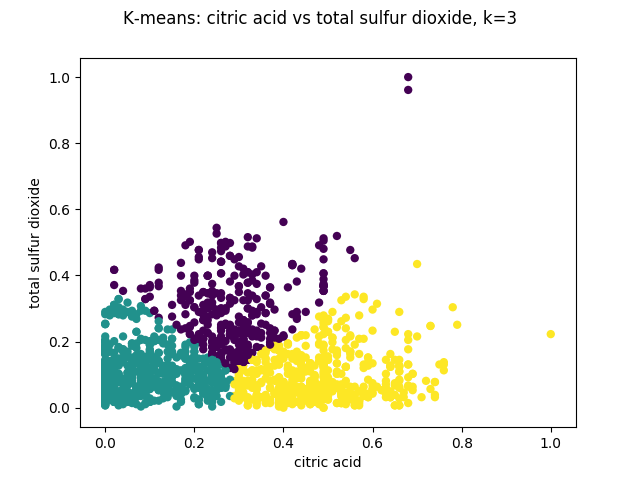 K-means: citric acid vs total sulfur dioxide, k=3
1.0
0.8
0.6
0.4
0.2
0.0
total sulfur dioxide
0.0 0.2 0.4 0.6 0.8 1.0
citric acid